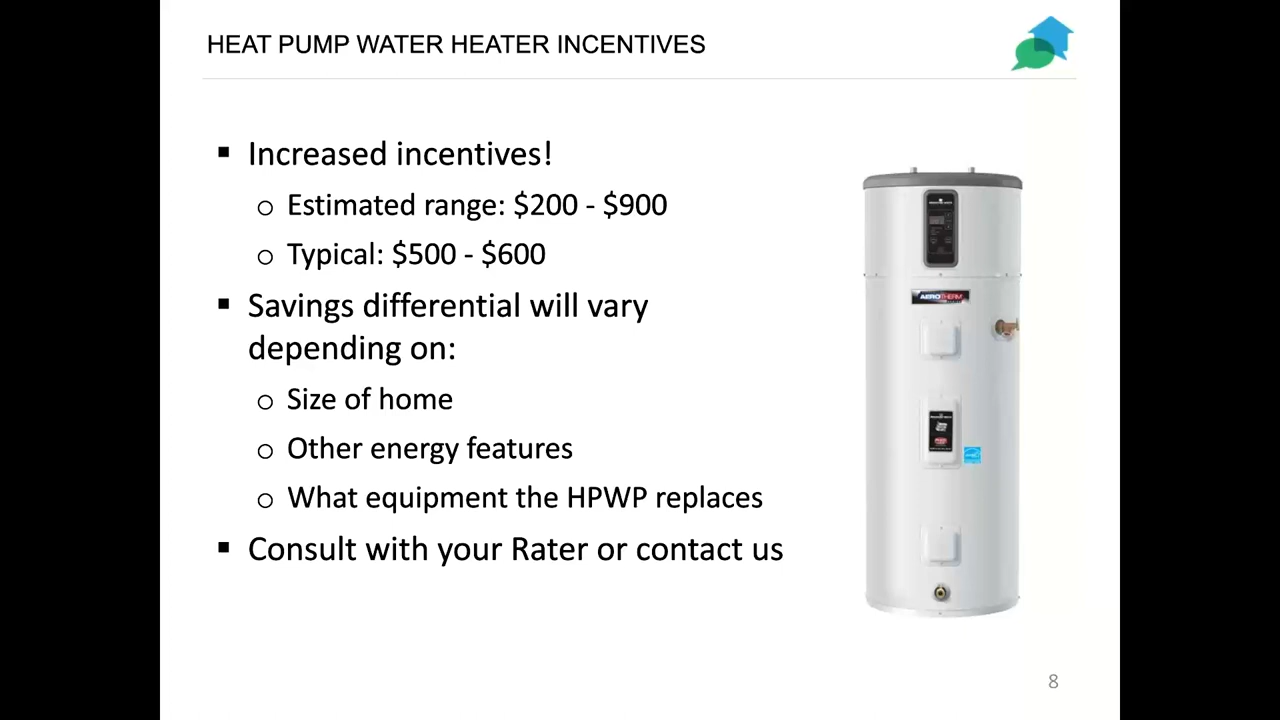 HEAT PUMP WATER HEATER INCENTIVES
▪ Increased incentives!
o Estimated range: $200 - $900
o Typical: $500 - $600
▪ Savings differential will vary
depending on:
o Size of home
o Other energy features
o What equipment the HPWP replaces
▪ Consult with your Rater or contact us
AEROTHERM
8